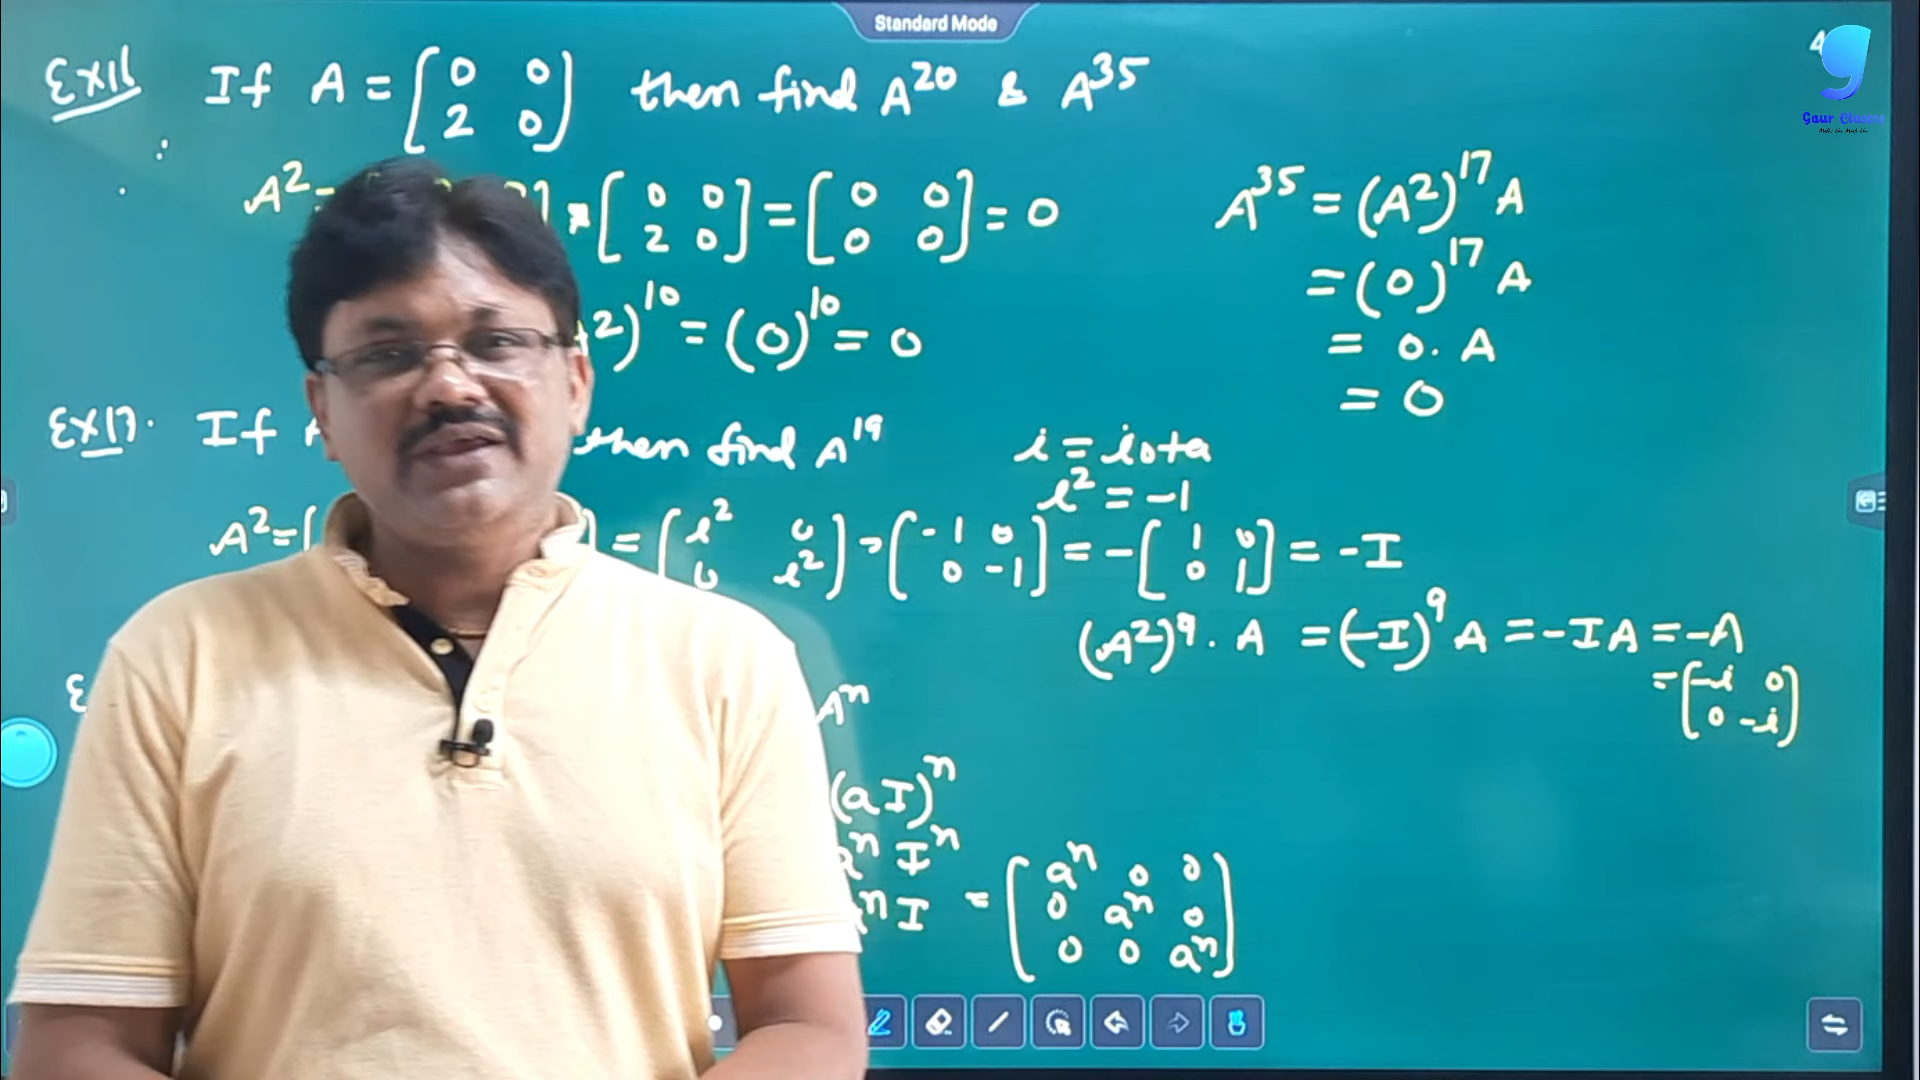 Standard Mode
4
Gaur Classes
Ex16 If A = [0 0; 2 0] then find A^20 & A^35
A^2 = × [0 0; 2 0] = [0 0; 0 0] = 0
2)^10 = (0)^10 = 0
A^35 = (A^2)^17 A
= (0)^17 A
= 0. A
= 0
Ex17. If A then find A^19
i = iota
i^2 = -1
A^2 = [ ] = [i^2 0; 0 i^2] = [-1 0; 0 -1] = -[1 0; 0 1] = -I
(A^2)^9 . A = (-I)^9 A = -IA = -A
= [-i 0; 0 -i]
A^n
(aI)^n
a^n I^n
a^n I = [a^n 0 0; 0 a^n 0; 0 0 a^n]